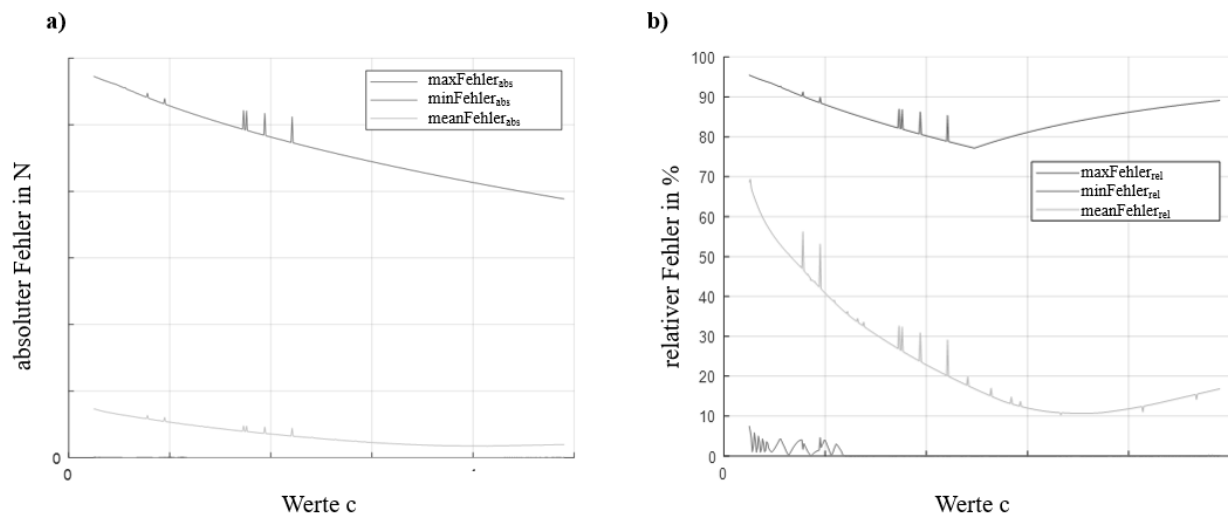 a)
absoluter Fehler in N
maxFehlerabs
minFehlerabs
meanFehlerabs
0
0
Werte c
b)
relativer Fehler in %
100
90
80
70
60
50
40
30
20
10
0
maxFehlerrel
minFehlerrel
meanFehlerrel
0
Werte c